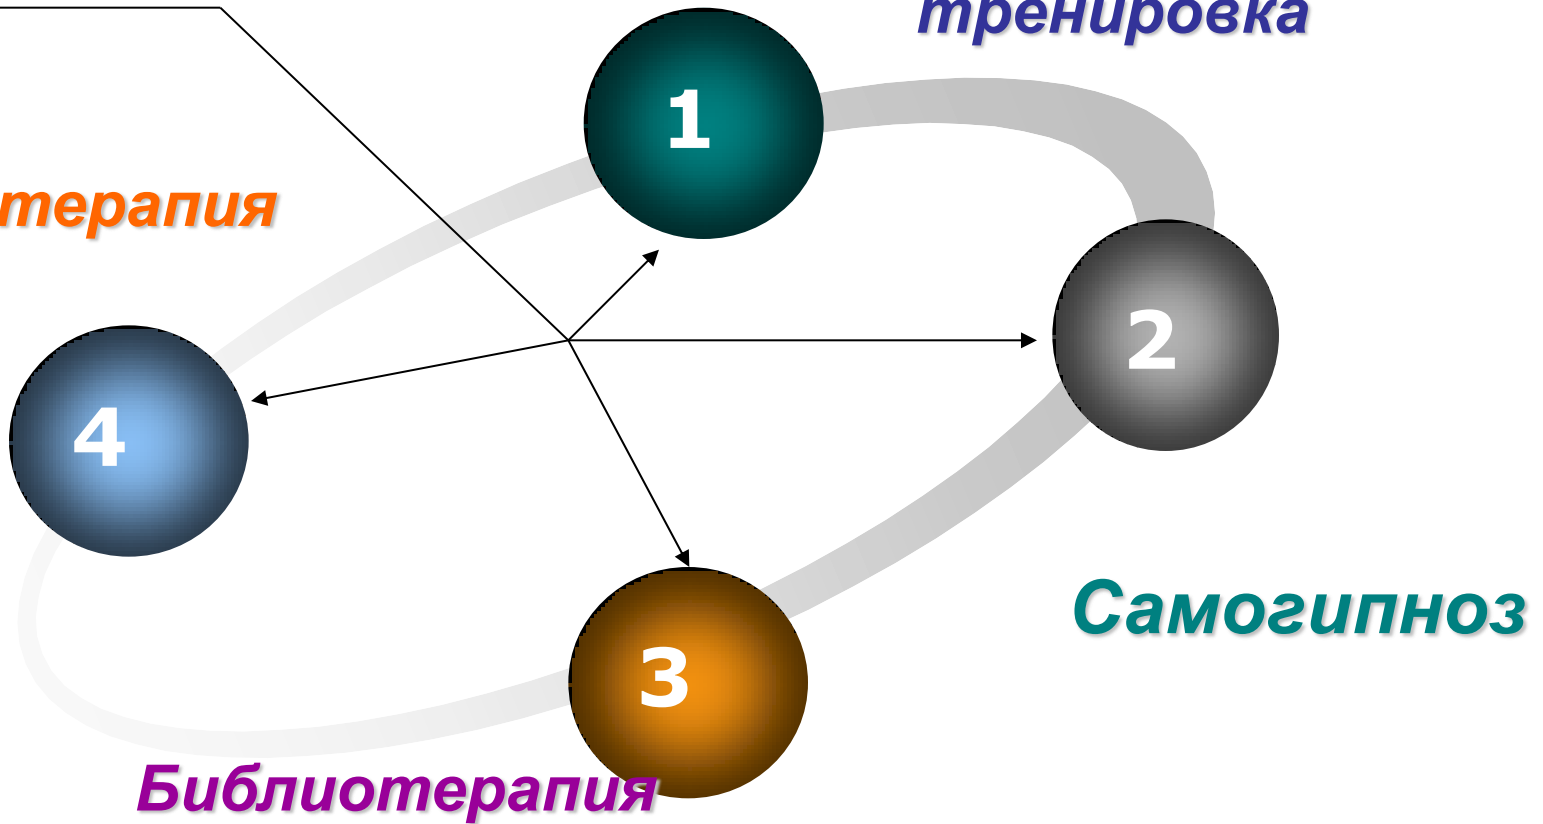 тренировка
1
терапия
2
4
Самогипноз
3
Библиотерапия